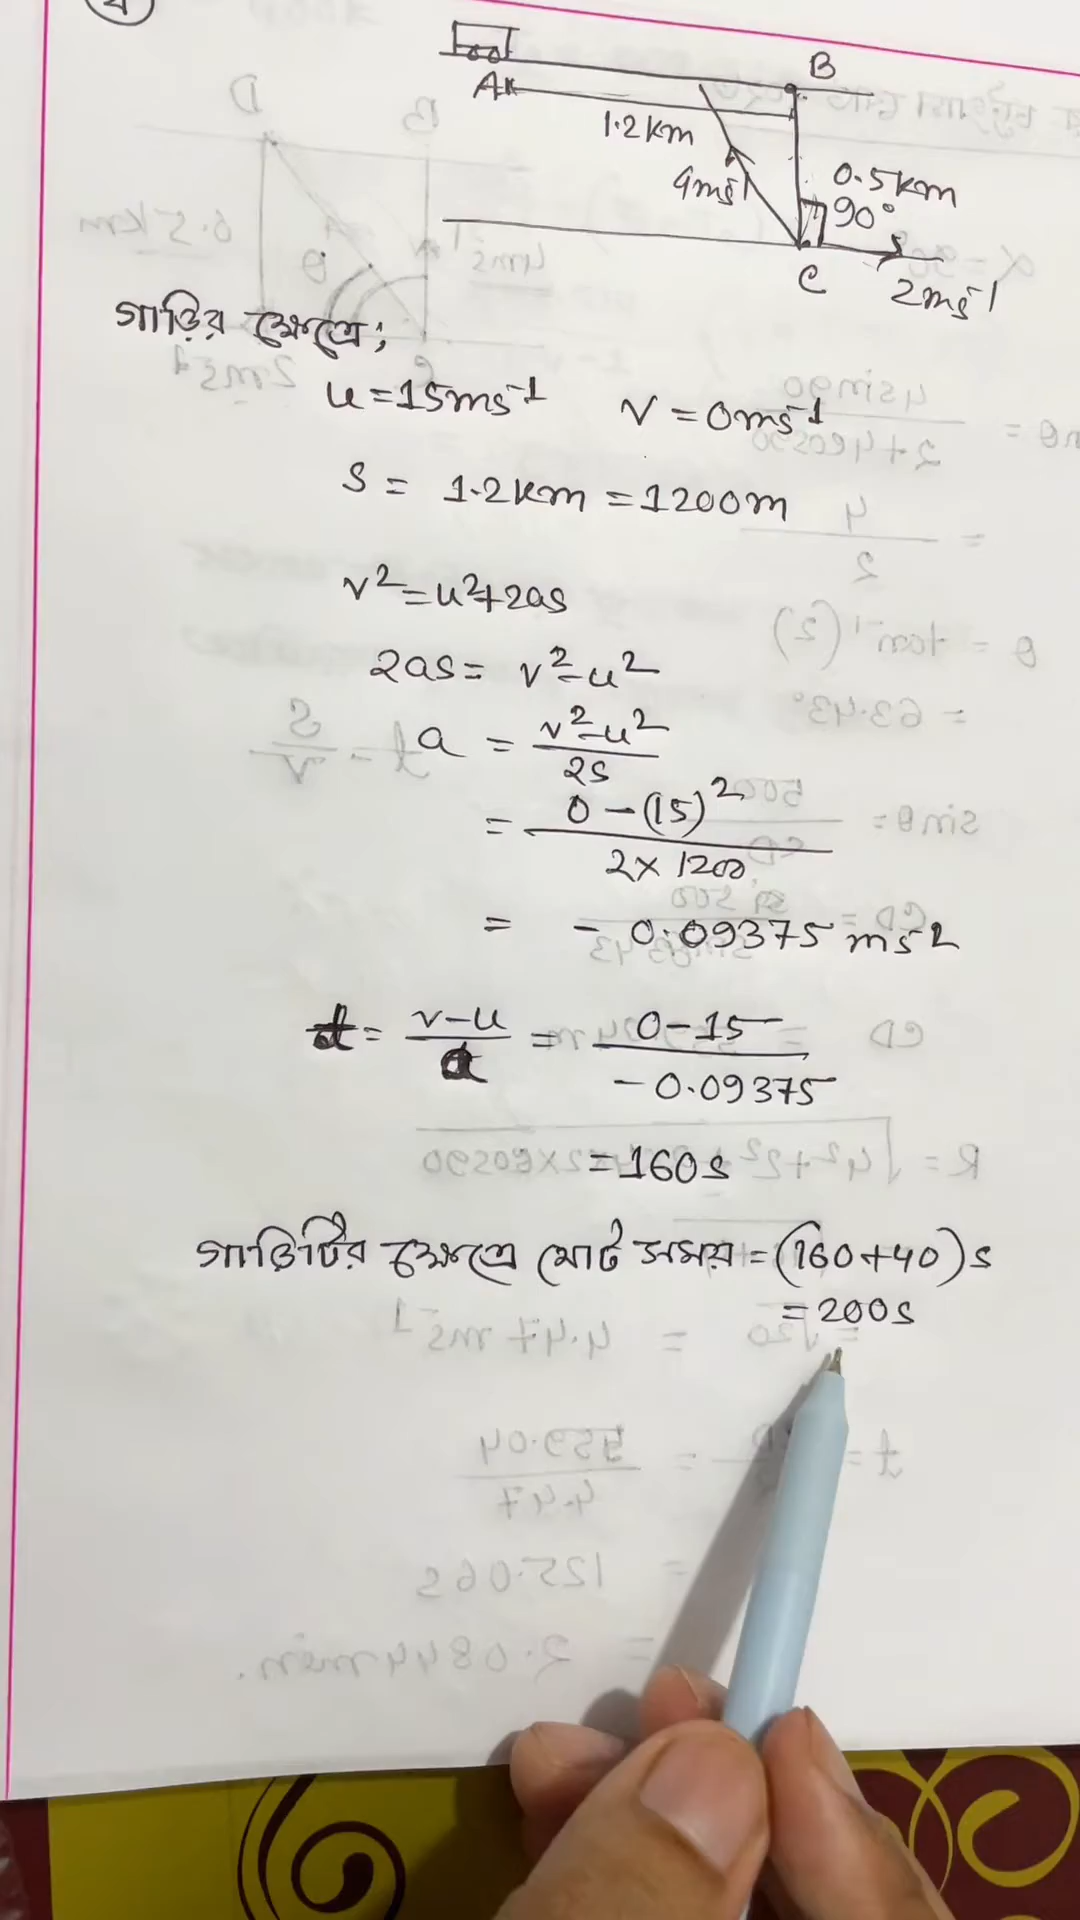 A
B
1.2 km
4ms⁻¹
0.5 km
90°
C
2ms⁻¹
গাড়ির ক্ষেত্রে;
u = 15ms⁻¹ v = 0ms⁻¹
s = 1.2 km = 1200m
v² = u² + 2as
2as = v² - u²
a = (v² - u²) / 2s
= (0 - (15)²) / (2 × 1200)
= - 0.09375 ms⁻²
t = (v - u) / a = (0 - 15) / (- 0.09375)
= 160s
গাড়িটির ক্ষেত্রে মোট সময় = (160 + 40) s
= 200s